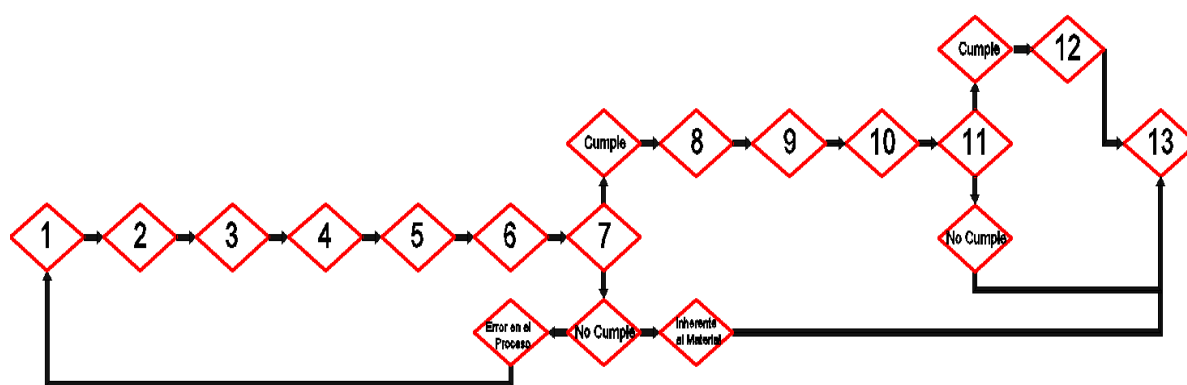 Cumple
12
Cumple
8
9
10
11
13
1
2
3
4
5
6
7
No Cumple
Error en el
Proceso
No Cumple
Inherente
al Material